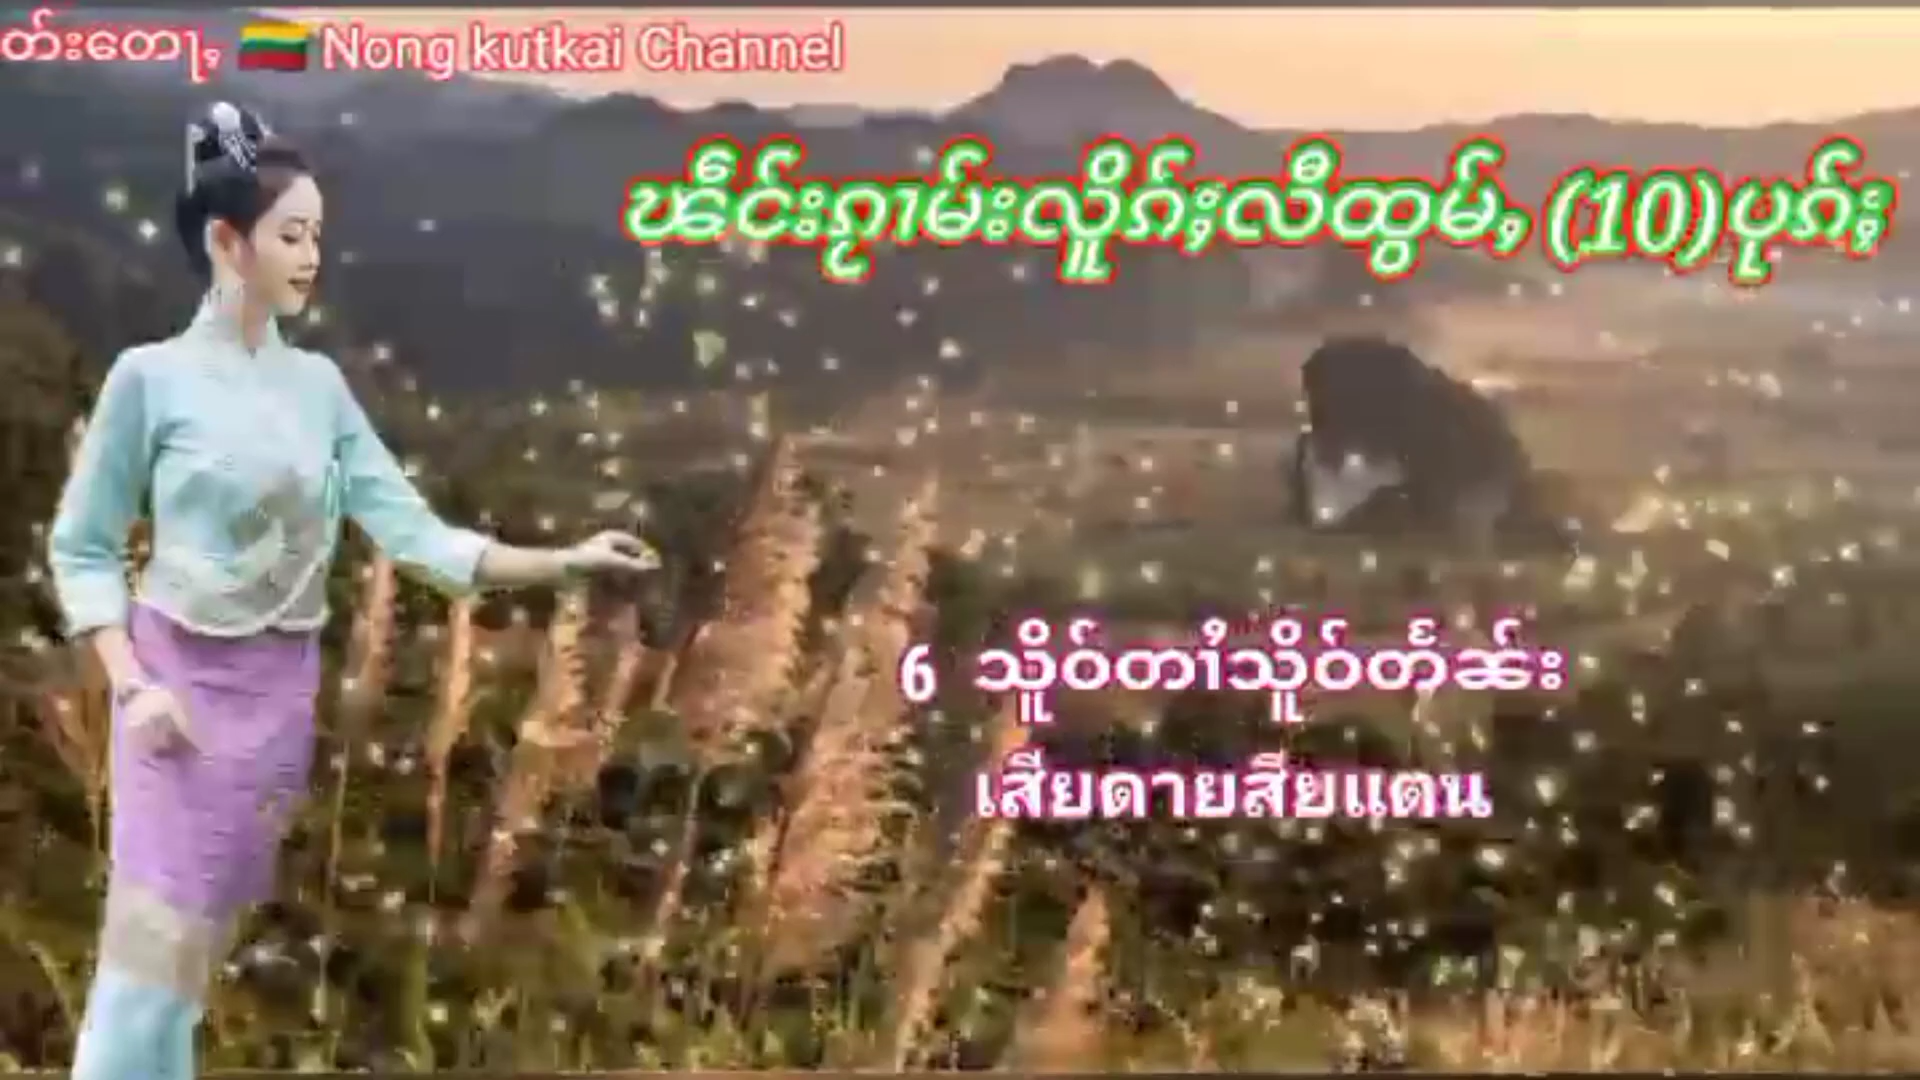 တ်ႊတေႃႇ Nong kutkai Channel
ၽဵင်းၵႂၢမ်းလိူၵ်ႈလီထွမ်ႇ (10) ပုၵ်ႈ
6 သိူဝ်တၢႆသိူဝ်တႅၼ်း
เสียดายสียแตน